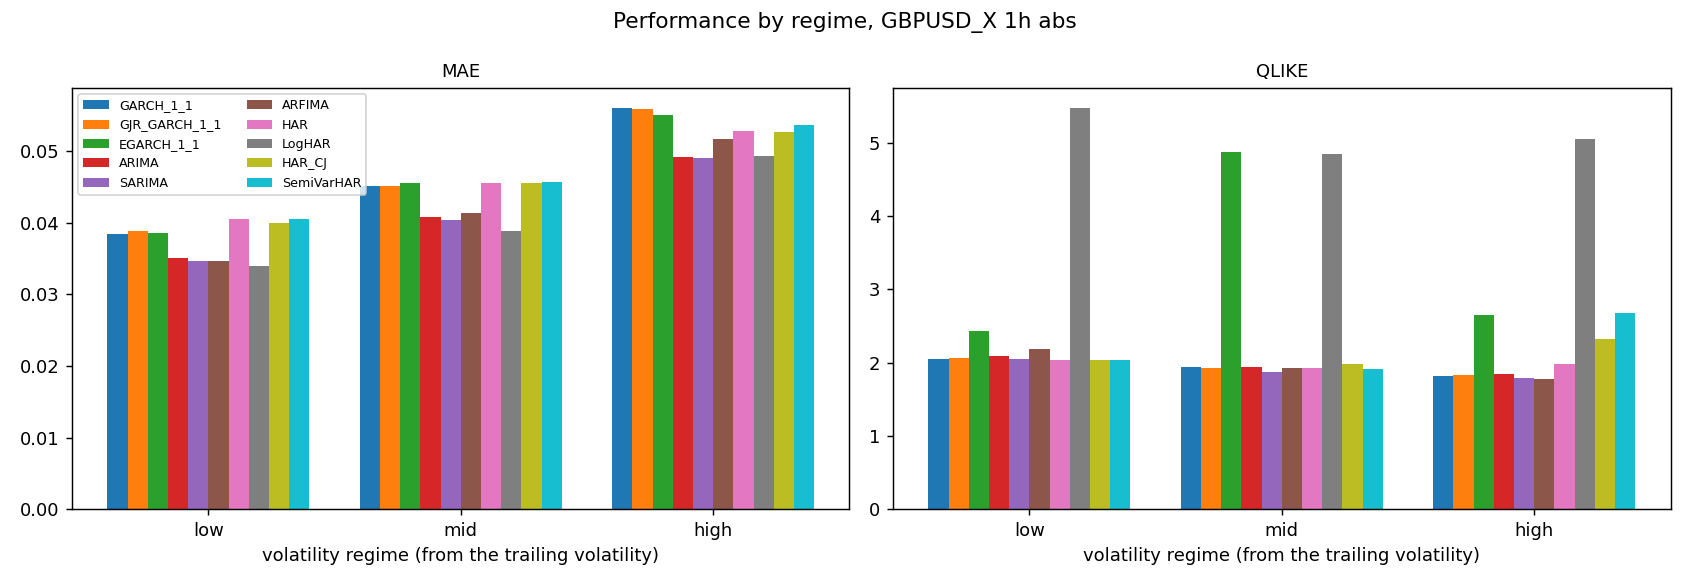 Performance by regime, GBPUSD_X 1h abs
MAE
GARCH_1_1
GJR_GARCH_1_1
EGARCH_1_1
ARIMA
SARIMA
ARFIMA
HAR
LogHAR
HAR_CJ
SemiVarHAR
0.05
0.04
0.03
0.02
0.01
0.00
low mid high
volatility regime (from the trailing volatility)
QLIKE
5
4
3
2
1
0
low mid high
volatility regime (from the trailing volatility)